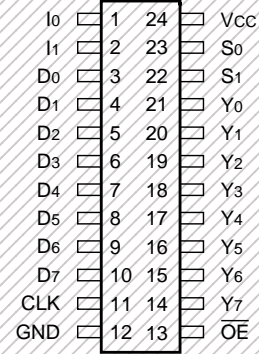 I0 1 24 VCC
I1 2 23 S0
D0 3 22 S1
D1 4 21 Y0
D2 5 20 Y1
D3 6 19 Y2
D4 7 18 Y3
D5 8 17 Y4
D6 9 16 Y5
D7 10 15 Y6
CLK 11 14 Y7
GND 12 13 O̅E̅